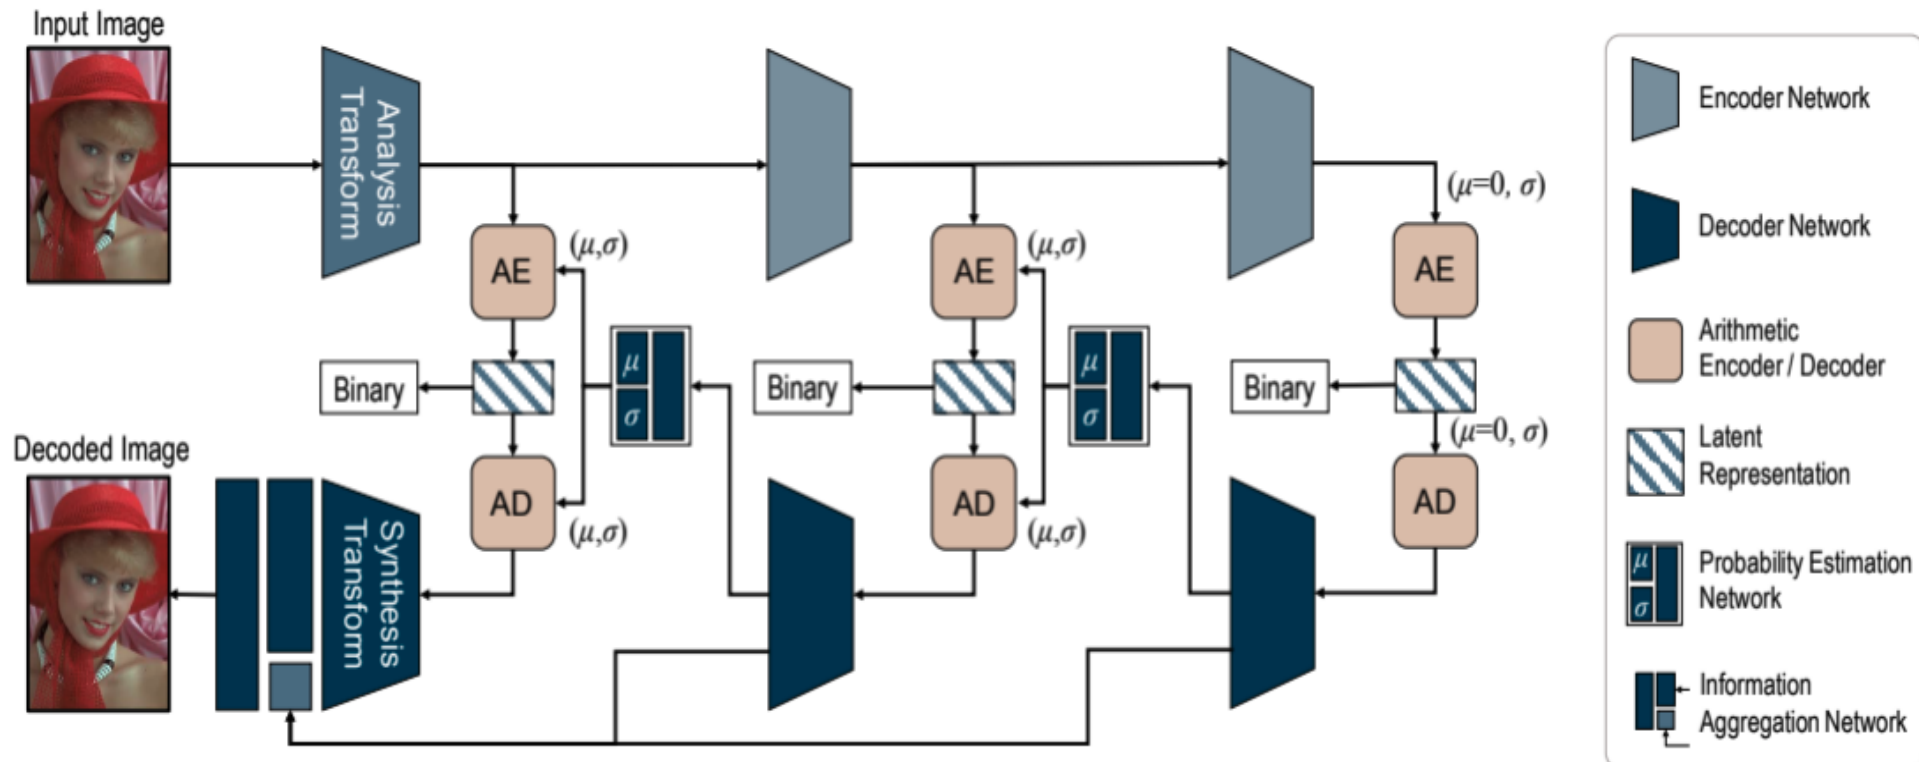 Input Image
Analysis
Transform
(μ=0, σ)
AE
(μ,σ)
AE
(μ,σ)
AE
Binary
μ
σ
Binary
μ
σ
Binary
(μ=0, σ)
Decoded Image
AD
(μ,σ)
AD
(μ,σ)
AD
Synthesis
Transform
Encoder Network
Decoder Network
Arithmetic
Encoder / Decoder
Latent
Representation
μ
σ
Probability Estimation
Network
Information
Aggregation Network